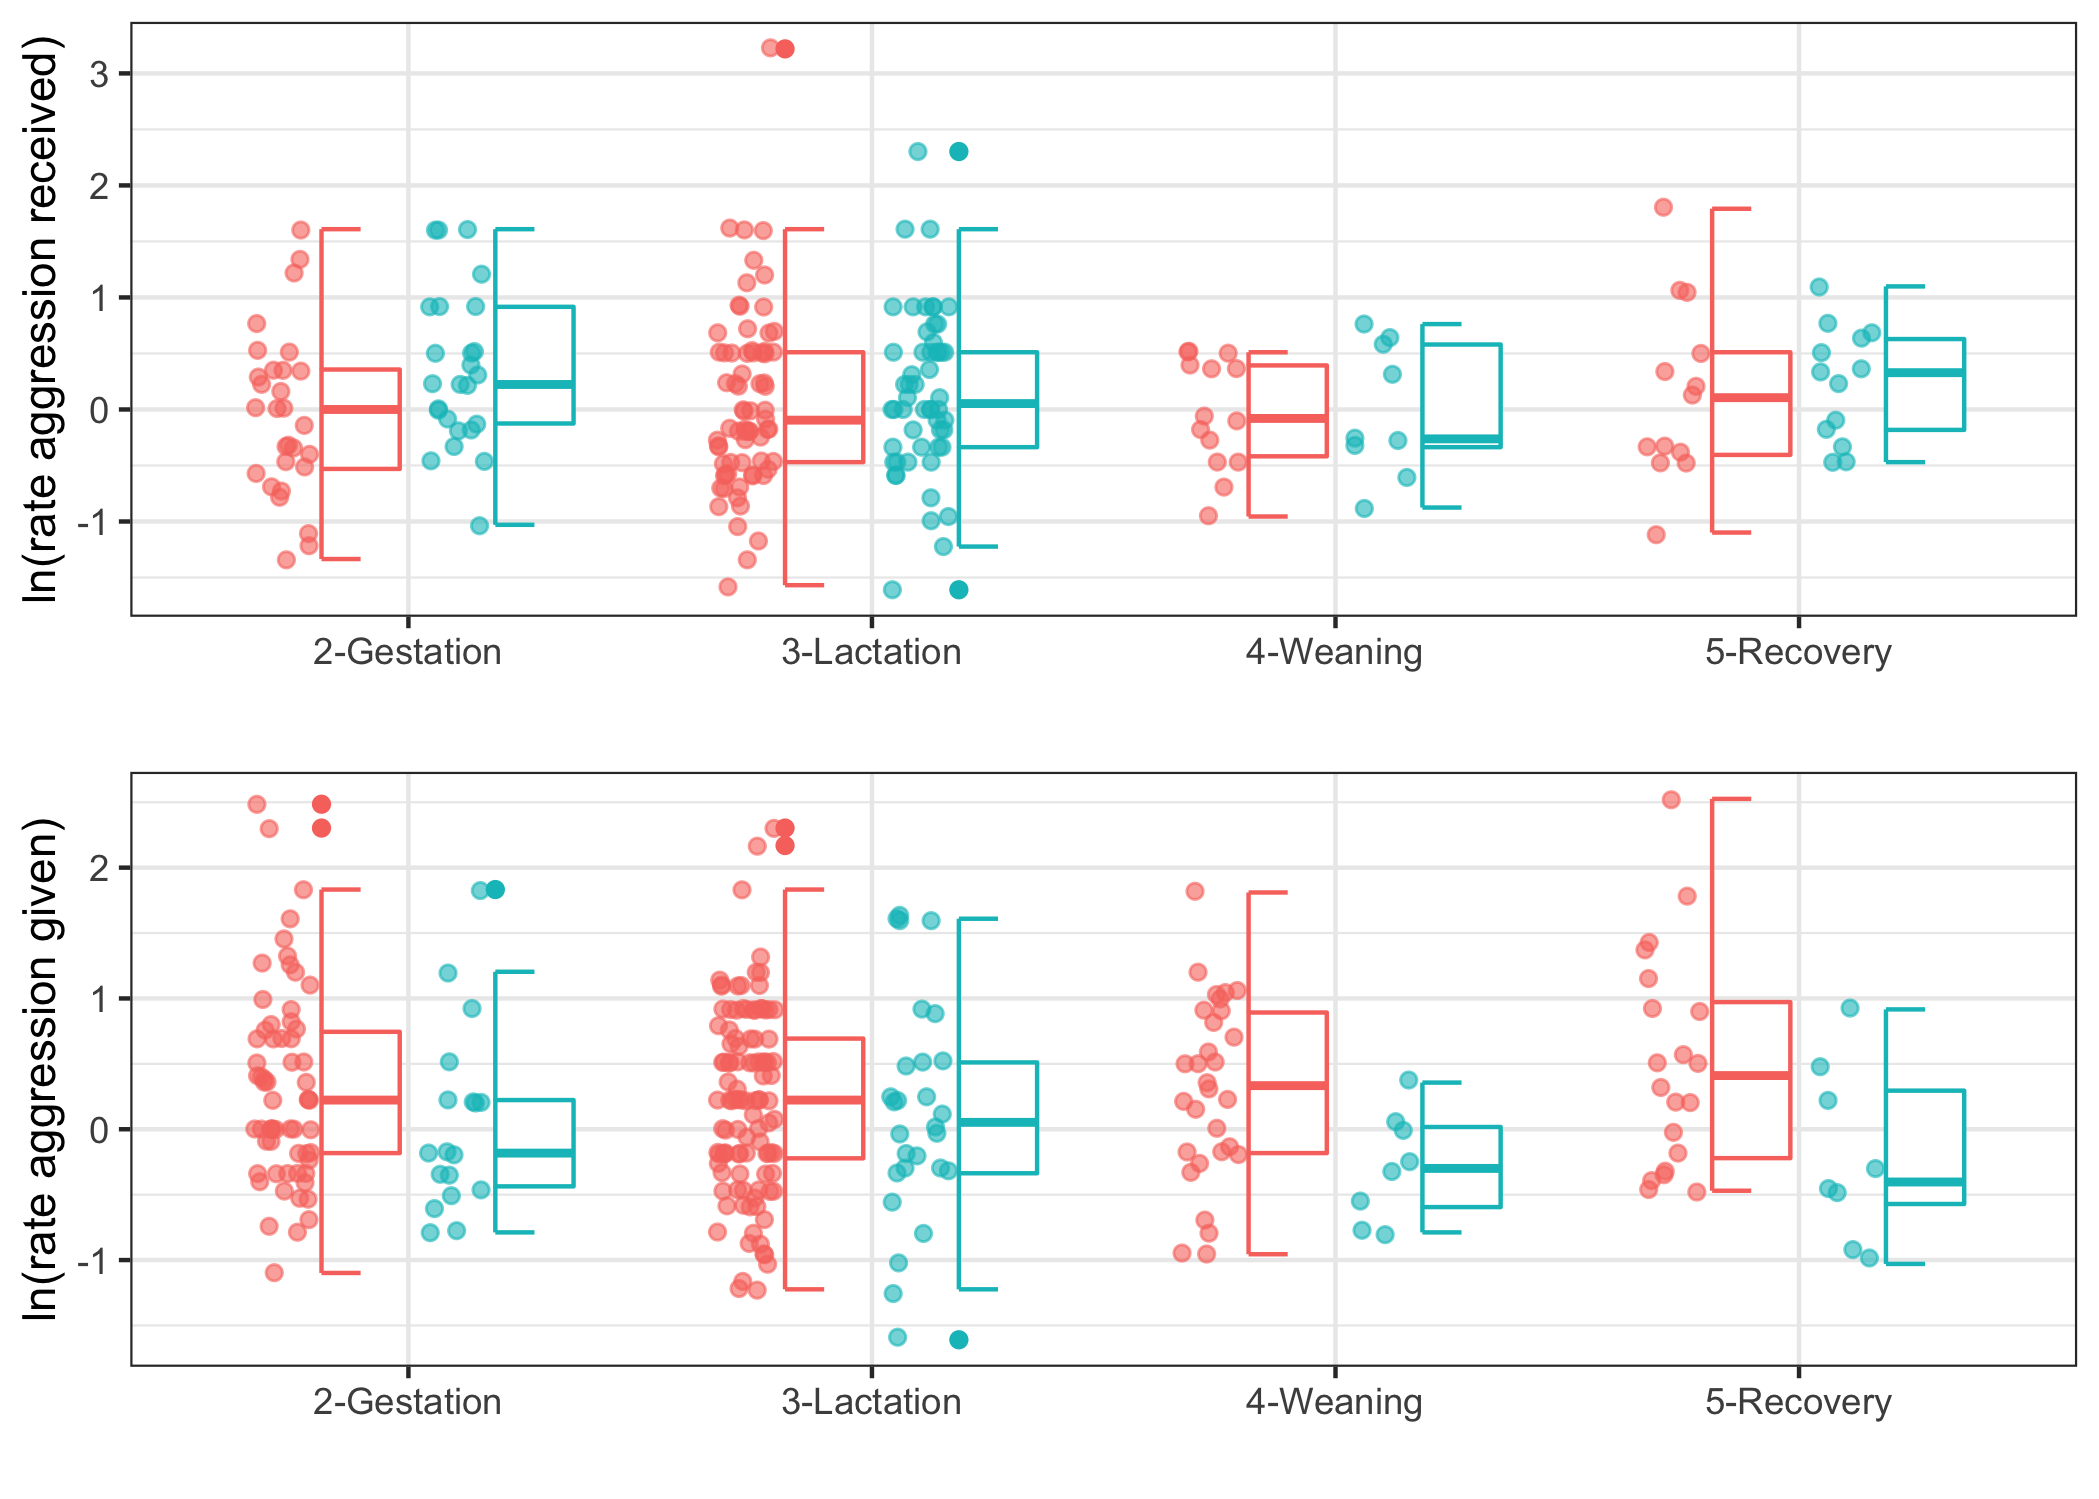 ln(rate aggression received)
3
2
1
0
-1
2-Gestation 3-Lactation 4-Weaning 5-Recovery
ln(rate aggression given)
2
1
0
-1
2-Gestation 3-Lactation 4-Weaning 5-Recovery